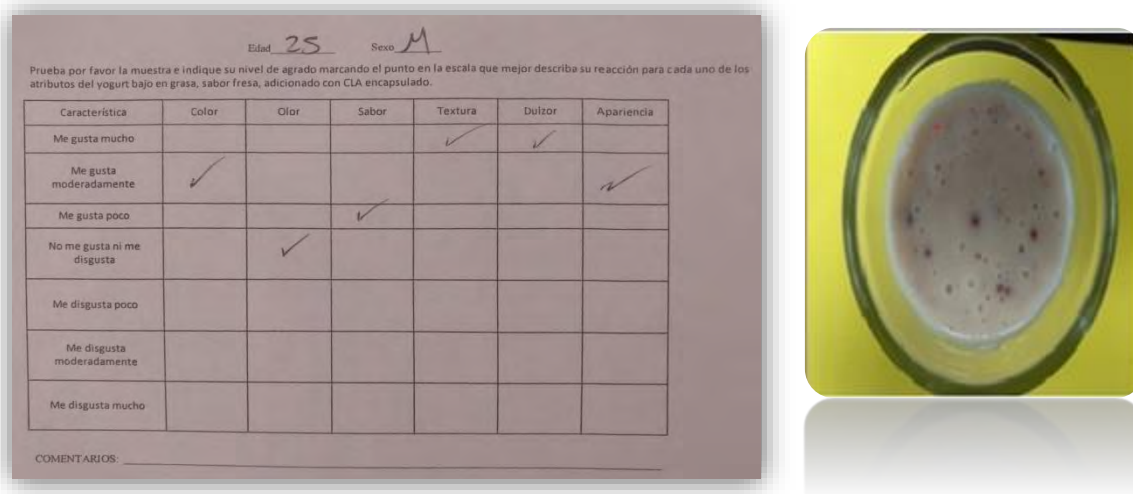 Edad 25 Sexo M
Prueba por favor la muestra e indique su nivel de agrado marcando el punto en la escala que mejor describa su reacción para cada uno de los
atributos del yogurt bajo en grasa, sabor fresa, adicionado con CLA encapsulado.
Característica Color Olor Sabor Textura Dulzor Apariencia
Me gusta mucho ✓ ✓
Me gusta
moderadamente ✓ ✓
Me gusta poco ✓
No me gusta ni me
disgusta ✓
Me disgusta poco
Me disgusta
moderadamente
Me disgusta mucho
COMENTARIOS: